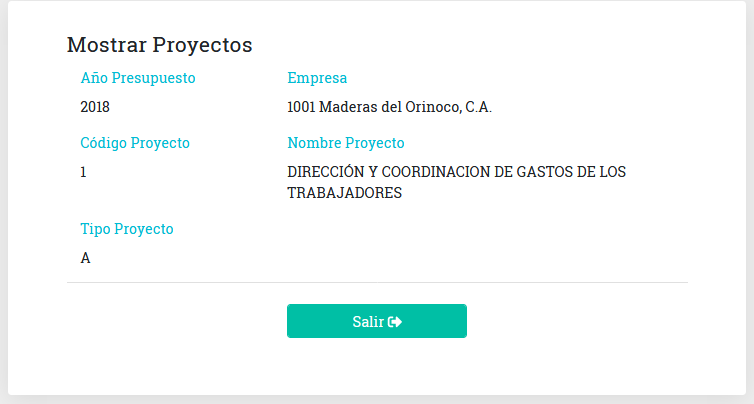 Mostrar Proyectos
Año Presupuesto
Empresa
2018
1001 Maderas del Orinoco, C.A.
Código Proyecto
Nombre Proyecto
1
DIRECCIÓN Y COORDINACION DE GASTOS DE LOS
TRABAJADORES
Tipo Proyecto
A
Salir